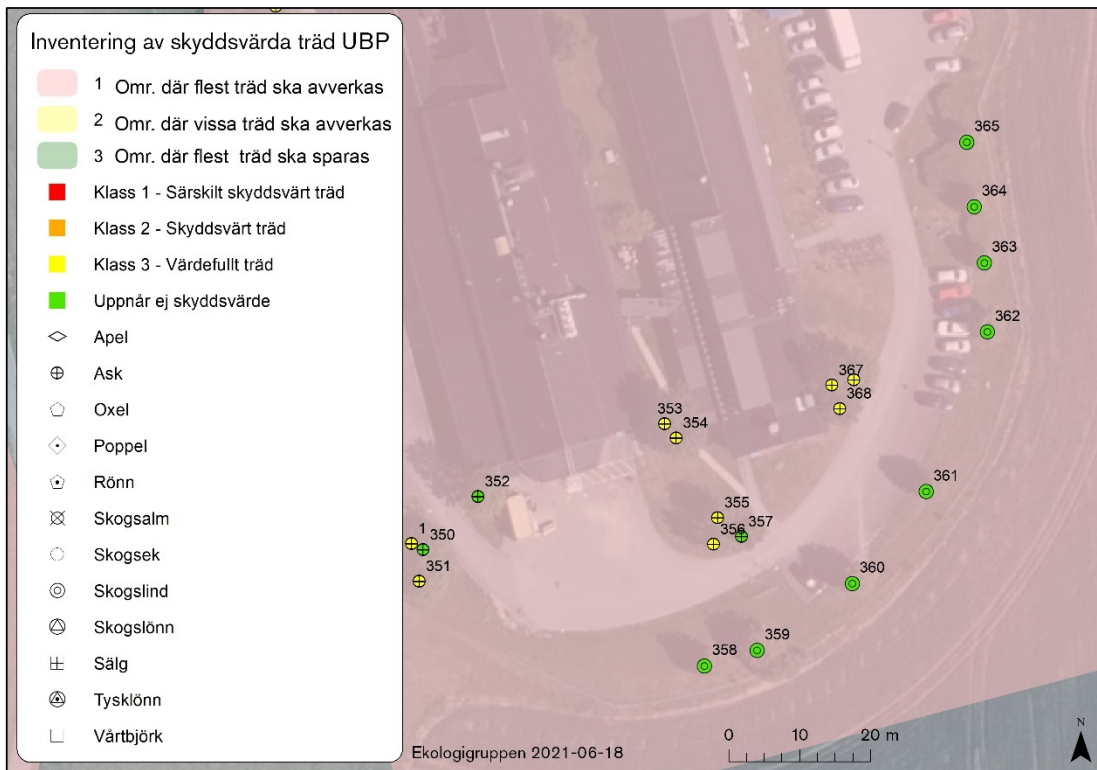 Inventering av skyddsvärda träd UBP
1 Omr. där flest träd ska avverkas
2 Omr. där vissa träd ska avverkas
3 Omr. där flest träd ska sparas
Klass 1 - Särskilt skyddsvärt träd
Klass 2 - Skyddsvärt träd
Klass 3 - Värdefullt träd
Uppnår ej skyddsvärde
Apel
Ask
Oxel
Poppel
Rönn
Skogsalm
Skogsek
Skogslind
Skogslönn
Sälg
Tysklönn
Vårtbjörk
365
364
363
362
367
368
353
354
361
352
355
356
357
1
350
351
360
359
358
Ekologigruppen 2021-06-18
0 10 20 m
N